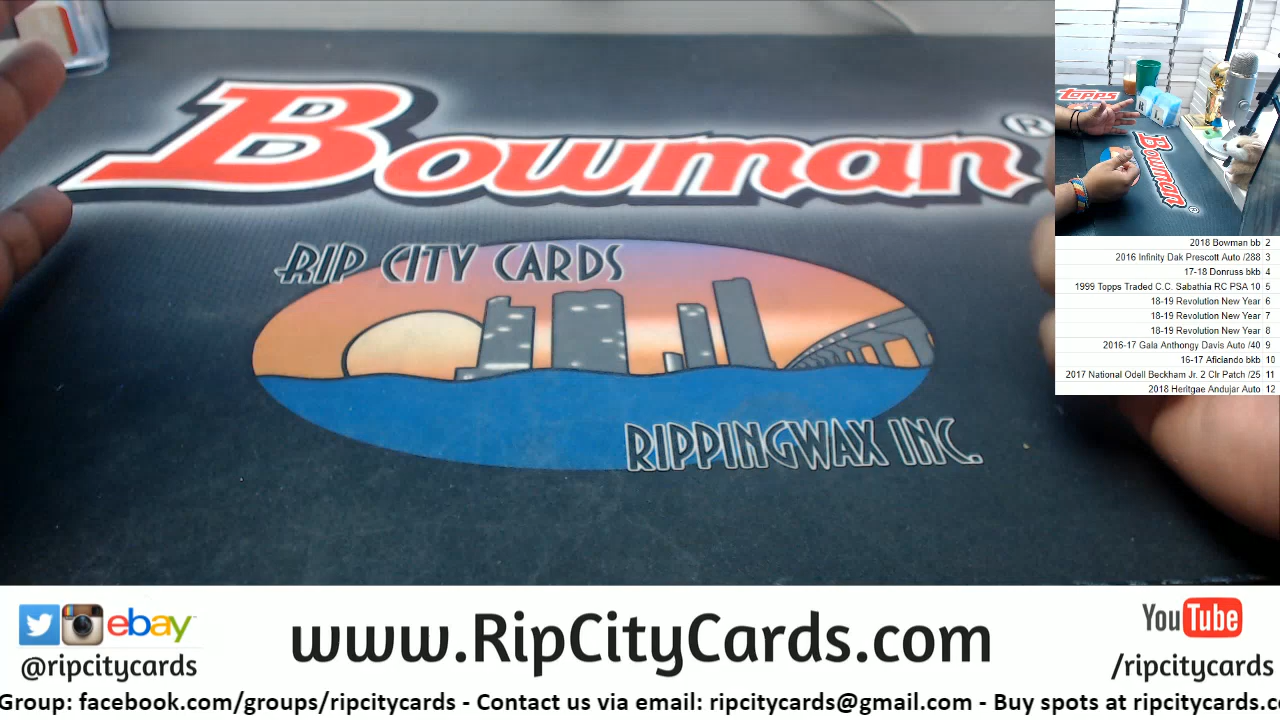 Bowman®
RIP CITY CARDS
RIPPINGWAX INC.
topps
Bowman®
2018 Bowman bb 2
2016 Infinity Dak Prescott Auto /288 3
17-18 Donruss bkb 4
1999 Topps Traded C.C. Sabathia RC PSA 10 5
18-19 Revolution New Year 6
18-19 Revolution New Year 7
18-19 Revolution New Year 8
2016-17 Gala Anthongy Davis Auto /40 9
16-17 Aficiando bkb 10
2017 National Odell Beckham Jr. 2 Clr Patch /25 11
2018 Heritgae Andujar Auto 12
ebay
@ripcitycards
www.RipCityCards.com
YouTube
/ripcitycards
Group: facebook.com/groups/ripcitycards - Contact us via email: ripcitycards@gmail.com - Buy spots at ripcitycards.c